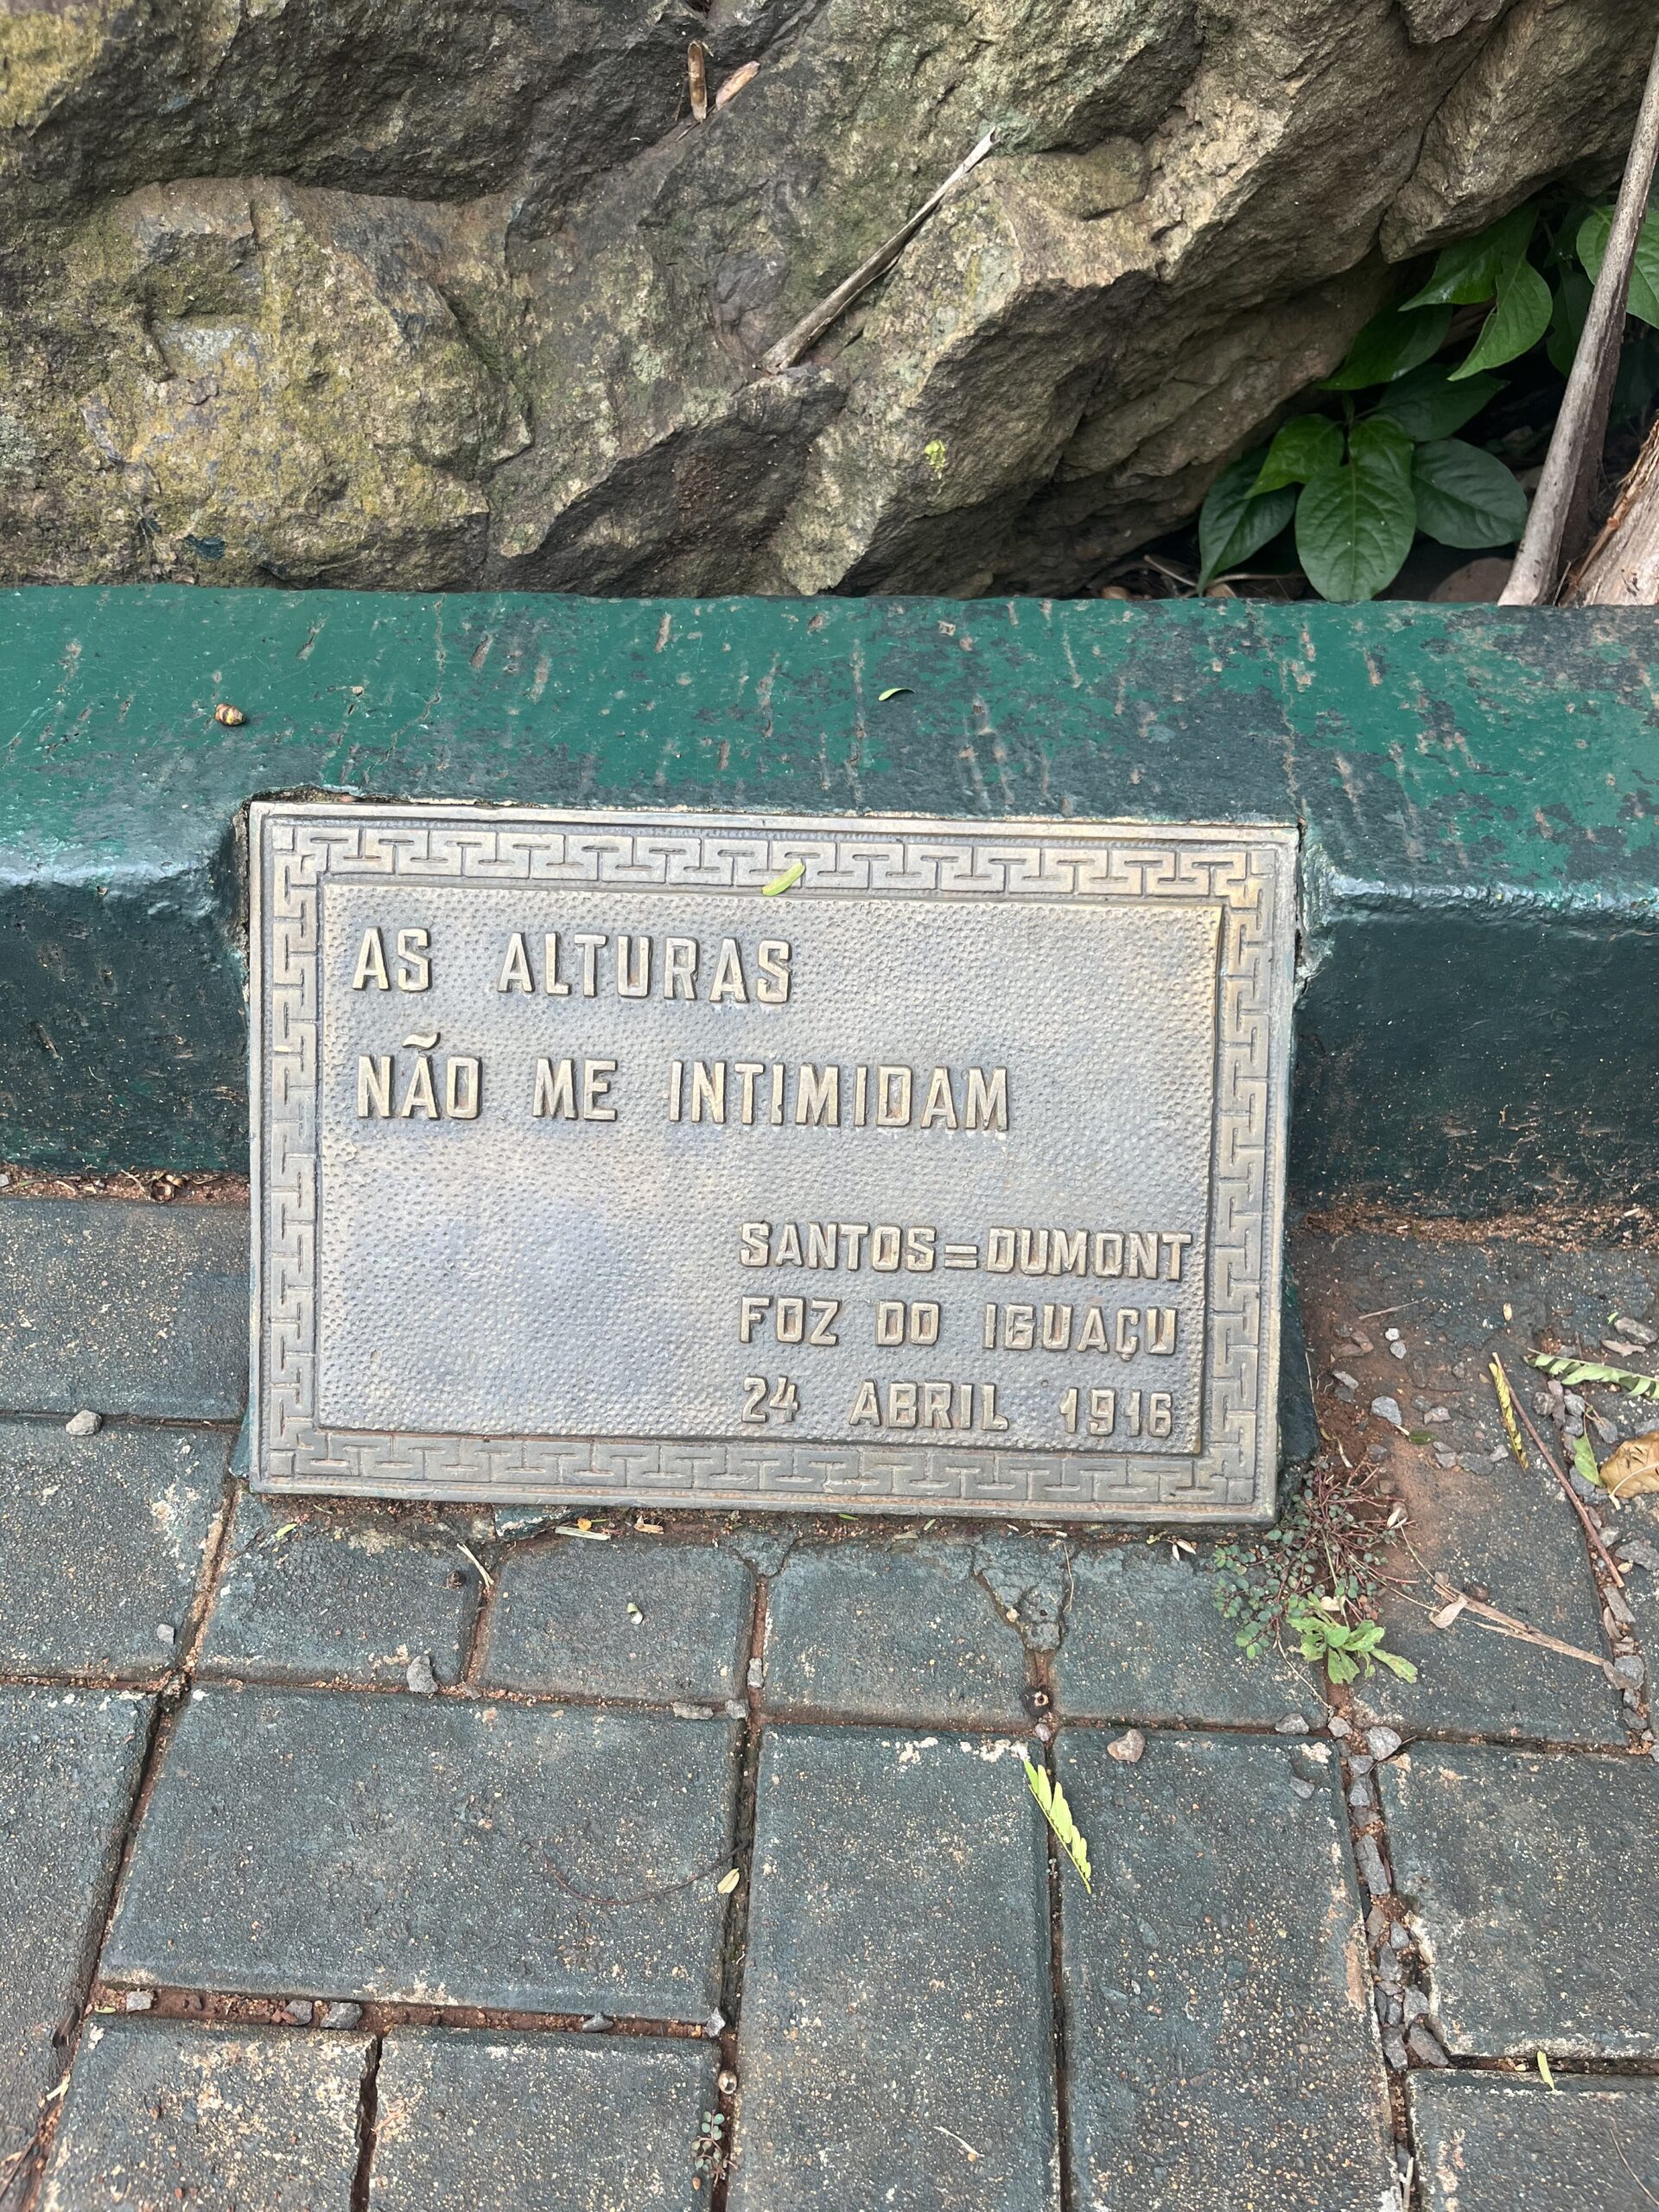 AS ALTURAS
NÃO ME INTIMIDAM
SANTOS=DUMONT
FOZ DO IGUAÇU
24 ABRIL 1916